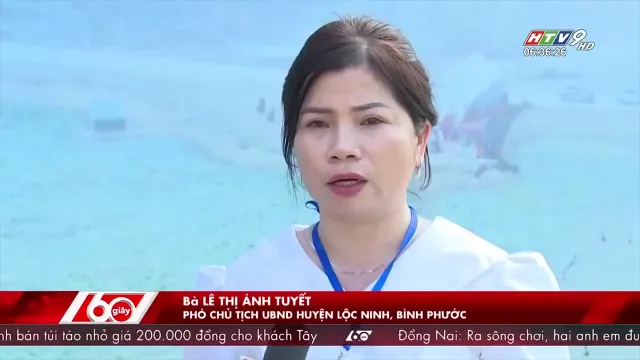 HTV9 HD
06:36:26
Bà LÊ THỊ ÁNH TUYẾT
PHÓ CHỦ TỊCH UBND HUYỆN LỘC NINH, BÌNH PHƯỚC
60 giây
bán túi táo nhỏ giá 200.000 đồng cho khách Tây 60 Đồng Nai: Ra sông chơi, hai anh em